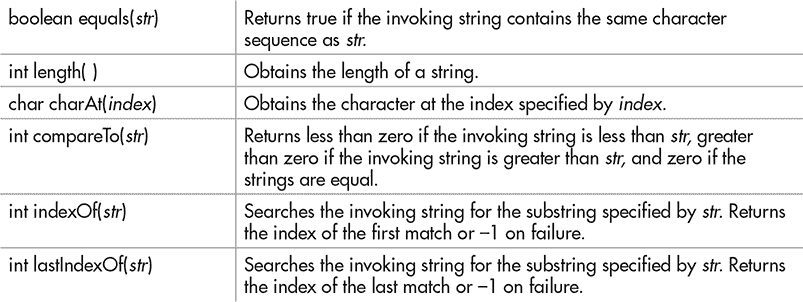 boolean equals(str) Returns true if the invoking string contains the same character
sequence as str.
int length( ) Obtains the length of a string.
char charAt(index) Obtains the character at the index specified by index.
int compareTo(str) Returns less than zero if the invoking string is less than str, greater
than zero if the invoking string is greater than str, and zero if the
strings are equal.
int indexOf(str) Searches the invoking string for the substring specified by str. Returns
the index of the first match or –1 on failure.
int lastIndexOf(str) Searches the invoking string for the substring specified by str. Returns
the index of the last match or –1 on failure.